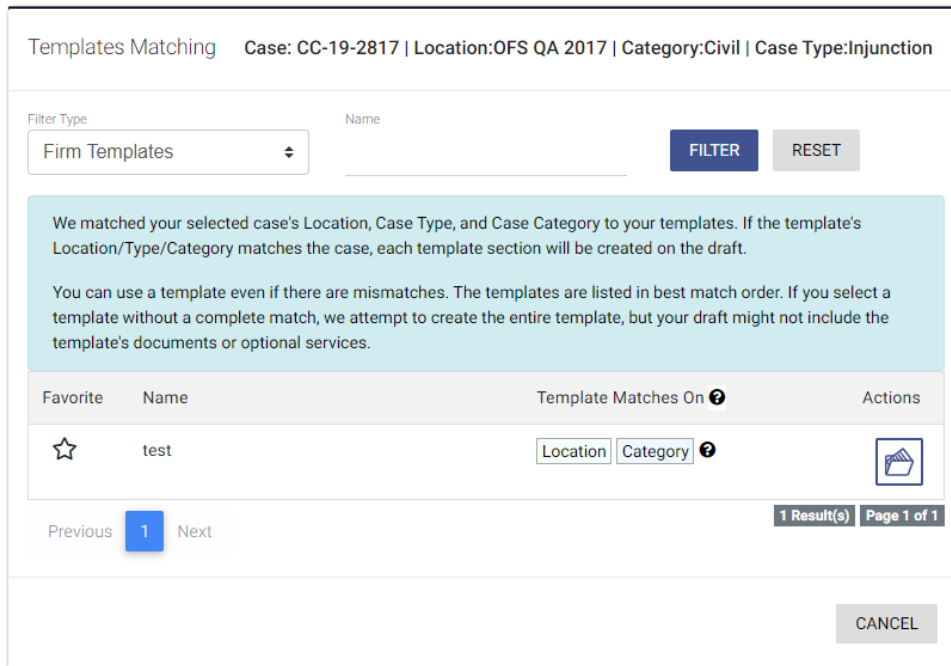 Templates Matching Case: CC-19-2817 | Location:OFS QA 2017 | Category:Civil | Case Type:Injunction
Filter Type
Name
Firm Templates
FILTER
RESET
We matched your selected case's Location, Case Type, and Case Category to your templates. If the template's
Location/Type/Category matches the case, each template section will be created on the draft.
You can use a template even if there are mismatches. The templates are listed in best match order. If you select a
template without a complete match, we attempt to create the entire template, but your draft might not include the
template's documents or optional services.
Favorite Name Template Matches On ? Actions
test Location Category ?
1 Result(s) Page 1 of 1
Previous 1 Next
CANCEL